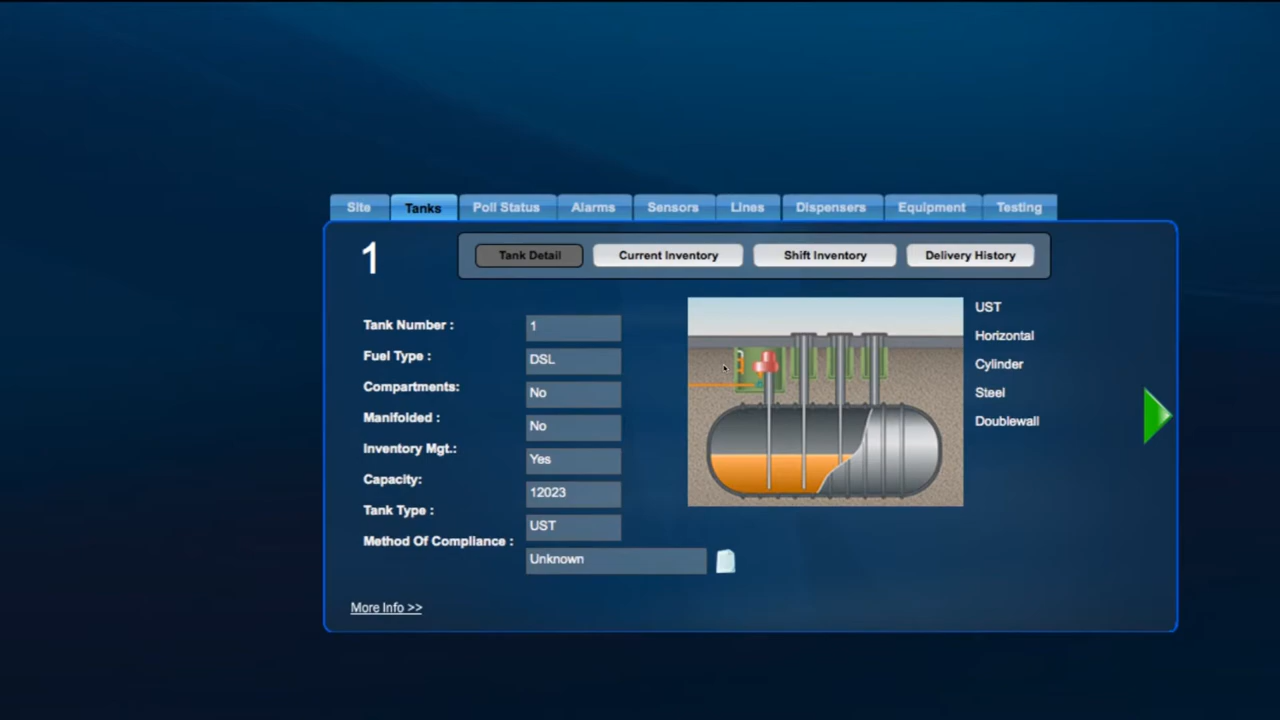 Site Tanks Poll Status Alarms Sensors Lines Dispensers Equipment Testing
1 Tank Detail Current Inventory Shift Inventory Delivery History
Tank Number : 1
Fuel Type : DSL
Compartments: No
Manifolded : No
Inventory Mgt.: Yes
Capacity: 12023
Tank Type : UST
Method Of Compliance : Unknown
UST
Horizontal
Cylinder
Steel
Doublewall
More Info >>